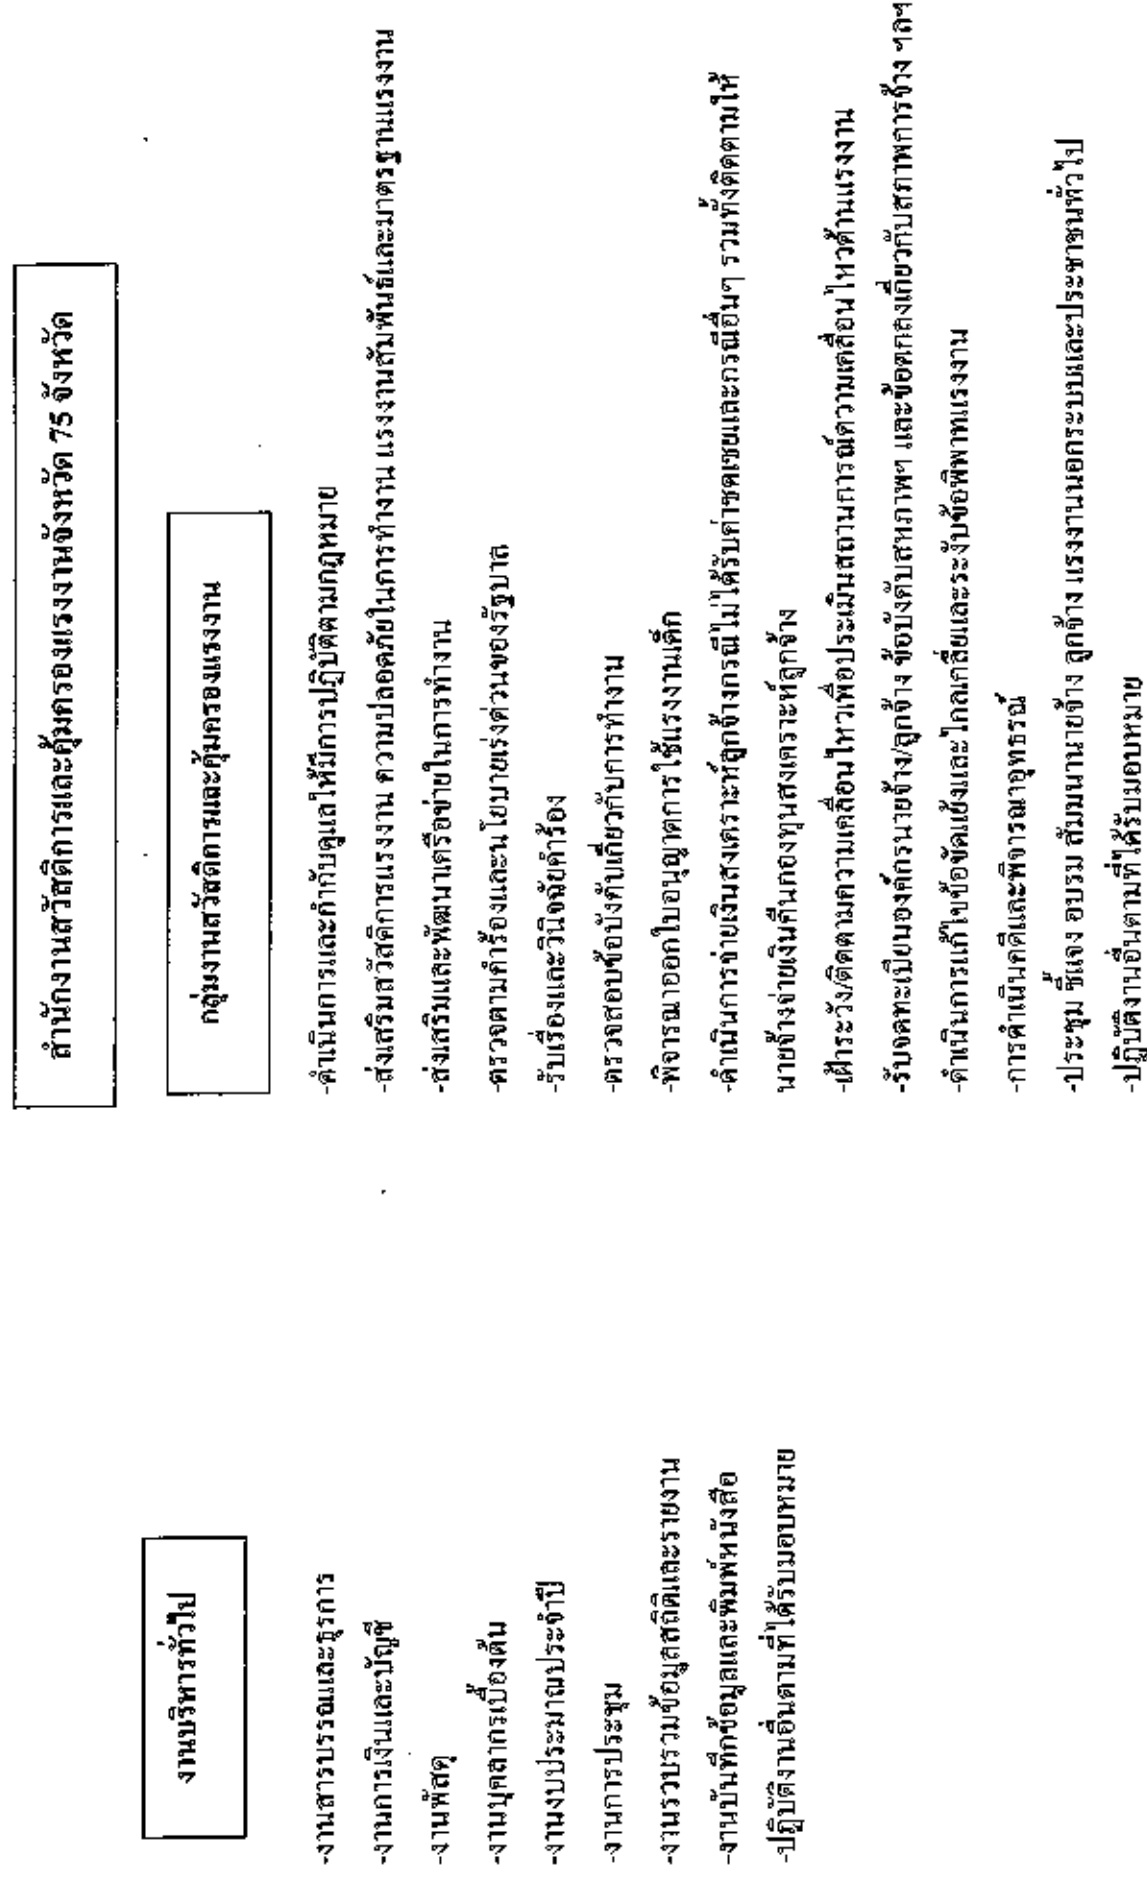 สำนักงานสวัสดิการและคุ้มครองแรงงานจังหวัด 75 จังหวัด
งานบริหารทั่วไป
-งานสารบรรณและธุรการ
-งานการเงินและบัญชี
-งานพัสดุ
-งานบุคลากรเบื้องต้น
-งานงบประมาณประจำปี
-งานการประชุม
-งานรวบรวมข้อมูลสถิติและรายงาน
-งานบันทึกข้อมูลและพิมพ์หนังสือ
-ปฏิบัติงานอื่นตามที่ได้รับมอบหมาย
กลุ่มงานสวัสดิการและคุ้มครองแรงงาน
-ดำเนินการและกำกับดูแลให้มีการปฏิบัติตามกฎหมาย
-ส่งเสริมสวัสดิการแรงงาน ความปลอดภัยในการทำงาน แรงงานสัมพันธ์และมาตรฐานแรงงาน
-ส่งเสริมและพัฒนาเครือข่ายในการทำงาน
-ตรวจตามคำร้องและนโยบายเร่งด่วนของรัฐบาล
-รับเรื่องและวินิจฉัยคำร้อง
-ตรวจสอบข้อบังคับเกี่ยวกับการทำงาน
-พิจารณาออกใบอนุญาตการใช้แรงงานเด็ก
-ดำเนินการจ่ายเงินสงเคราะห์ลูกจ้างกรณีไม่ได้รับค่าชดเชยและกรณีอื่นๆ รวมทั้งติดตามให้
นายจ้างจ่ายเงินคืนกองทุนสงเคราะห์ลูกจ้าง
-เฝ้าระวัง/ติดตามความเคลื่อนไหวเพื่อประเมินสถานการณ์ความเคลื่อนไหวด้านแรงงาน
-รับจดทะเบียนองค์กรนายจ้าง/ลูกจ้าง ข้อบังคับสหภาพฯ และข้อตกลงเกี่ยวกับสภาพการจ้าง ฯลฯ
-ดำเนินการแก้ไขข้อขัดแย้งและไกล่เกลี่ยและระงับข้อพิพาทแรงงาน
-การดำเนินคดีและพิจารณาอุทธรณ์
-ประชุม ชี้แจง อบรม สัมมนานายจ้าง ลูกจ้าง แรงงานนอกระบบและประชาชนทั่วไป
-ปฏิบัติงานอื่นตามที่ได้รับมอบหมาย